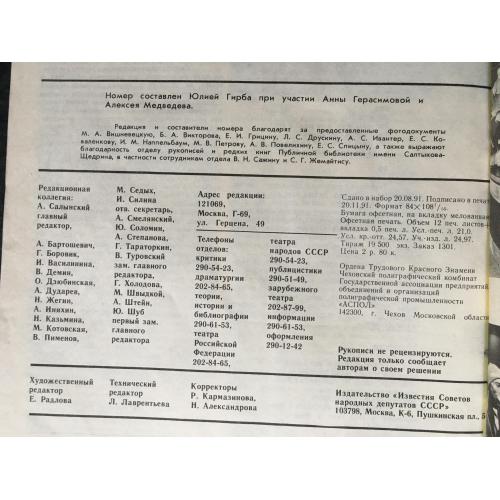 Номер составлен Юлией Гирба при участии Анны Герасимовой и
Алексея Медведева.
Редакция и составители номера благодарят за предоставленные фотодокументы
М. А. Вишневецкую, Б. А. Викторова, Е. И. Грицину, Л. С. Друскину, А. С. Ивантер, Е. С. Ко-
валенкову, И. М. Наппельбаум, М. В. Петрову, А. В. Повелихину, Е. С. Спицыну, а также выражают
благодарность отделу рукописей и редких книг Публичной библиотеки имени Салтыкова-
Щедрина, в частности сотрудникам отдела В. Н. Сажину и С. Г. Жемайтису.
Редакционная
коллегия:
А. Салынский
главный
редактор,
А. Бартошевич,
Г. Боровик,
Н. Василинина,
В. Демин,
О. Дзюбинская,
А. Дударев,
Н. Жегин,
А. Инихин,
Н. Казьмина,
М. Котовская,
В. Пименов,
М. Седых,
И. Силина
отв. секретарь,
А. Смелянский,
Ю. Соломин,
А. Степанова,
Г. Тараторкин,
В. Туровский
зам. главного
редактора
Г. Холодова,
М. Швыдкой,
А. Штейн,
Ю. Шуб
первый зам.
главного
редактора
Адрес редакции:
121069,
Москва, Г-69,
ул. Герцена, 49
Телефоны
отделов:
критики
290-54-23,
драматургии
202-84-65,
теории,
истории и
библиографии
290-61-53,
театра
Российской
Федерации
202-84-65,
театра
народов СССР
290-54-23,
публицистики
290-51-49,
зарубежного
театра
202-87-99,
информации
290-61-53,
оформления
290-12-42
Сдано в набор 20.08.91. Подписано в печать
20.11.91. Формат 84×108 1/16.
Бумага офсетная, на вкладку мелованная
Офсетная печать. Объем 12 печ. листов
вкладка 0,5 печ. л. Усл.-печ. л. 21.0.
Усл. кр.-отт. 24,57. Уч.-изд. л. 24,97.
Тираж 19 500 экз. Заказ 1301.
Цена 2 р. 80 к.
Ордена Трудового Красного Знамени
Чеховский полиграфический комбинат
Государственной ассоциации предприятий,
объединений и организаций
полиграфической промышленности
«АСПОЛ»
142300, г. Чехов Московской области
Рукописи не рецензируются.
Редакция только сообщает
авторам о своем решении
Художественный
редактор
Е. Радлова
Технический
редактор
Л. Лаврентьева
Корректоры
Р. Кармазинова,
Н. Александрова
Издательство «Известия Советов
народных депутатов СССР»
103798, Москва, К-6, Пушкинская пл., 5